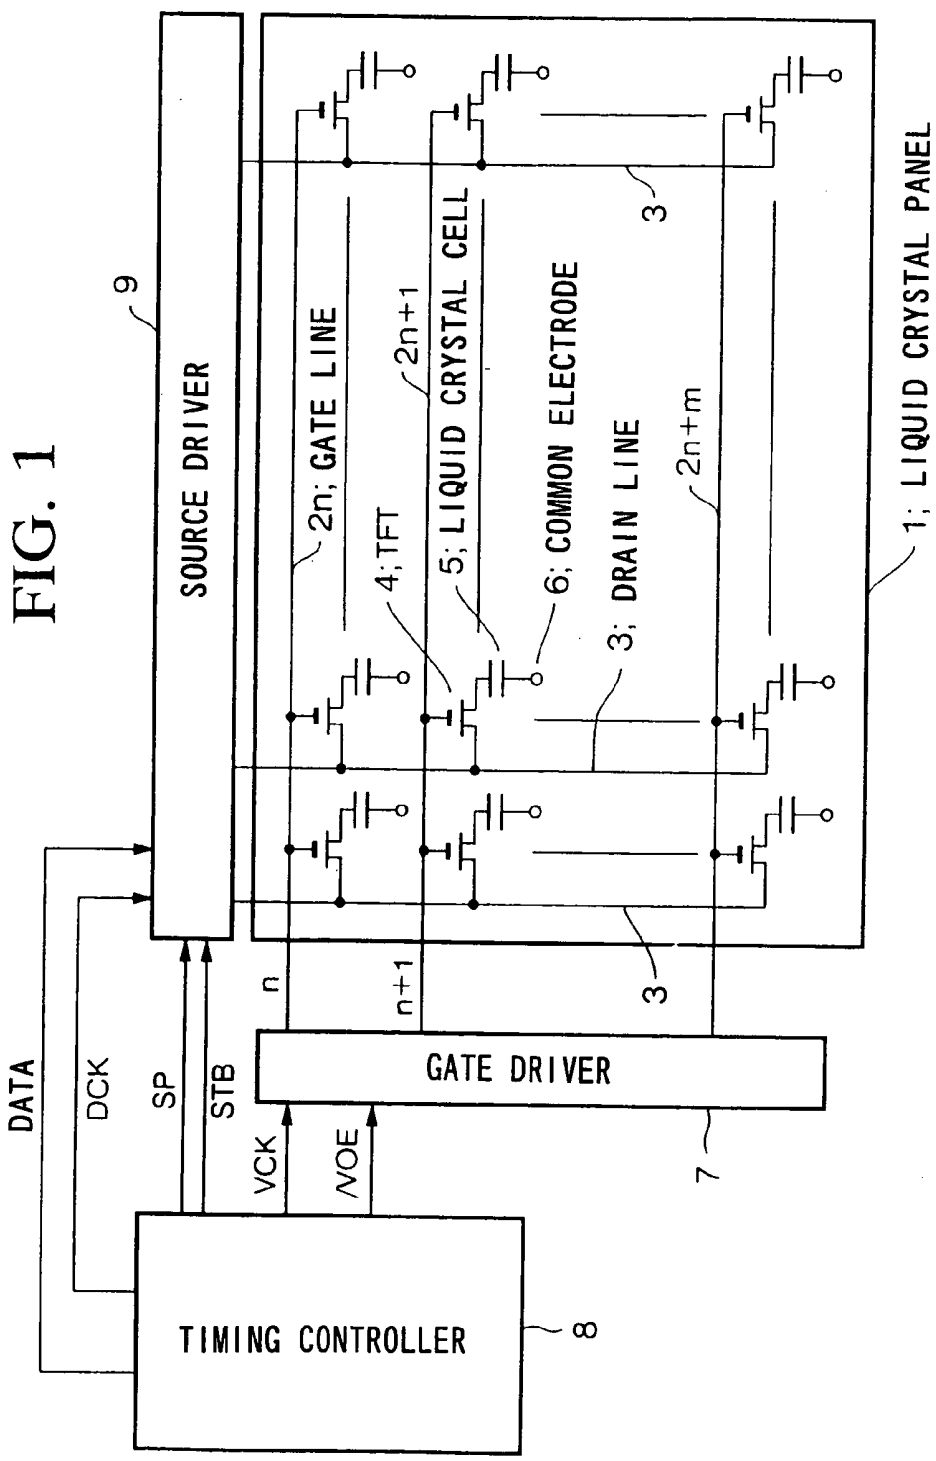 FIG. 1
DATA
DCK
SP
STB
VCK
/VOE
TIMING CONTROLLER
8
SOURCE DRIVER
9
GATE DRIVER
7
n
n+1
2n; GATE LINE
4; TFT
2n+1
5; LIQUID CRYSTAL CELL
6; COMMON ELECTRODE
3; DRAIN LINE
2n+m
3
3
1; LIQUID CRYSTAL PANEL